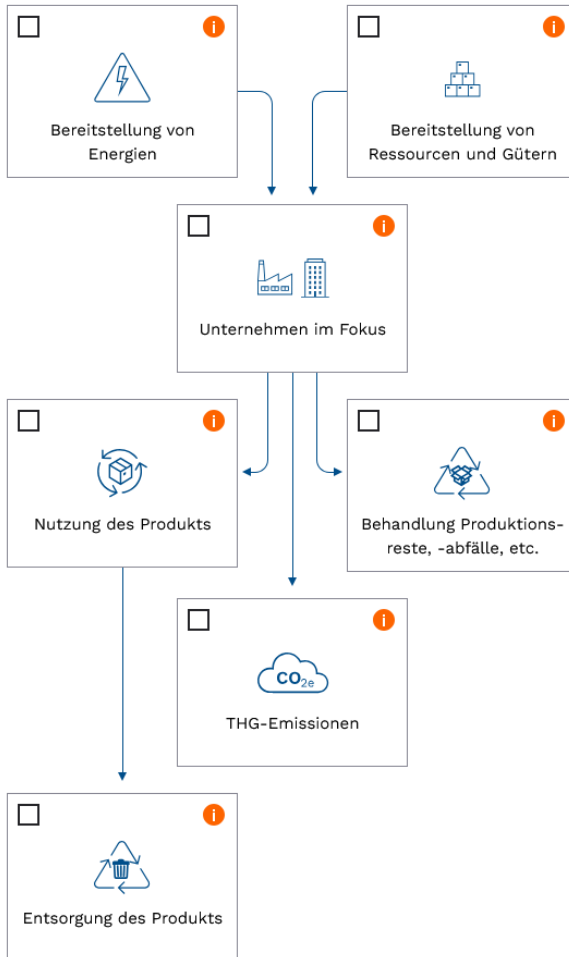 i
i
Bereitstellung von
Energien
Bereitstellung von
Ressourcen und Gütern
i
Unternehmen im Fokus
i
i
Nutzung des Produkts
Behandlung Produktions-
reste, -abfälle, etc.
i
CO2e
THG-Emissionen
i
Entsorgung des Produkts